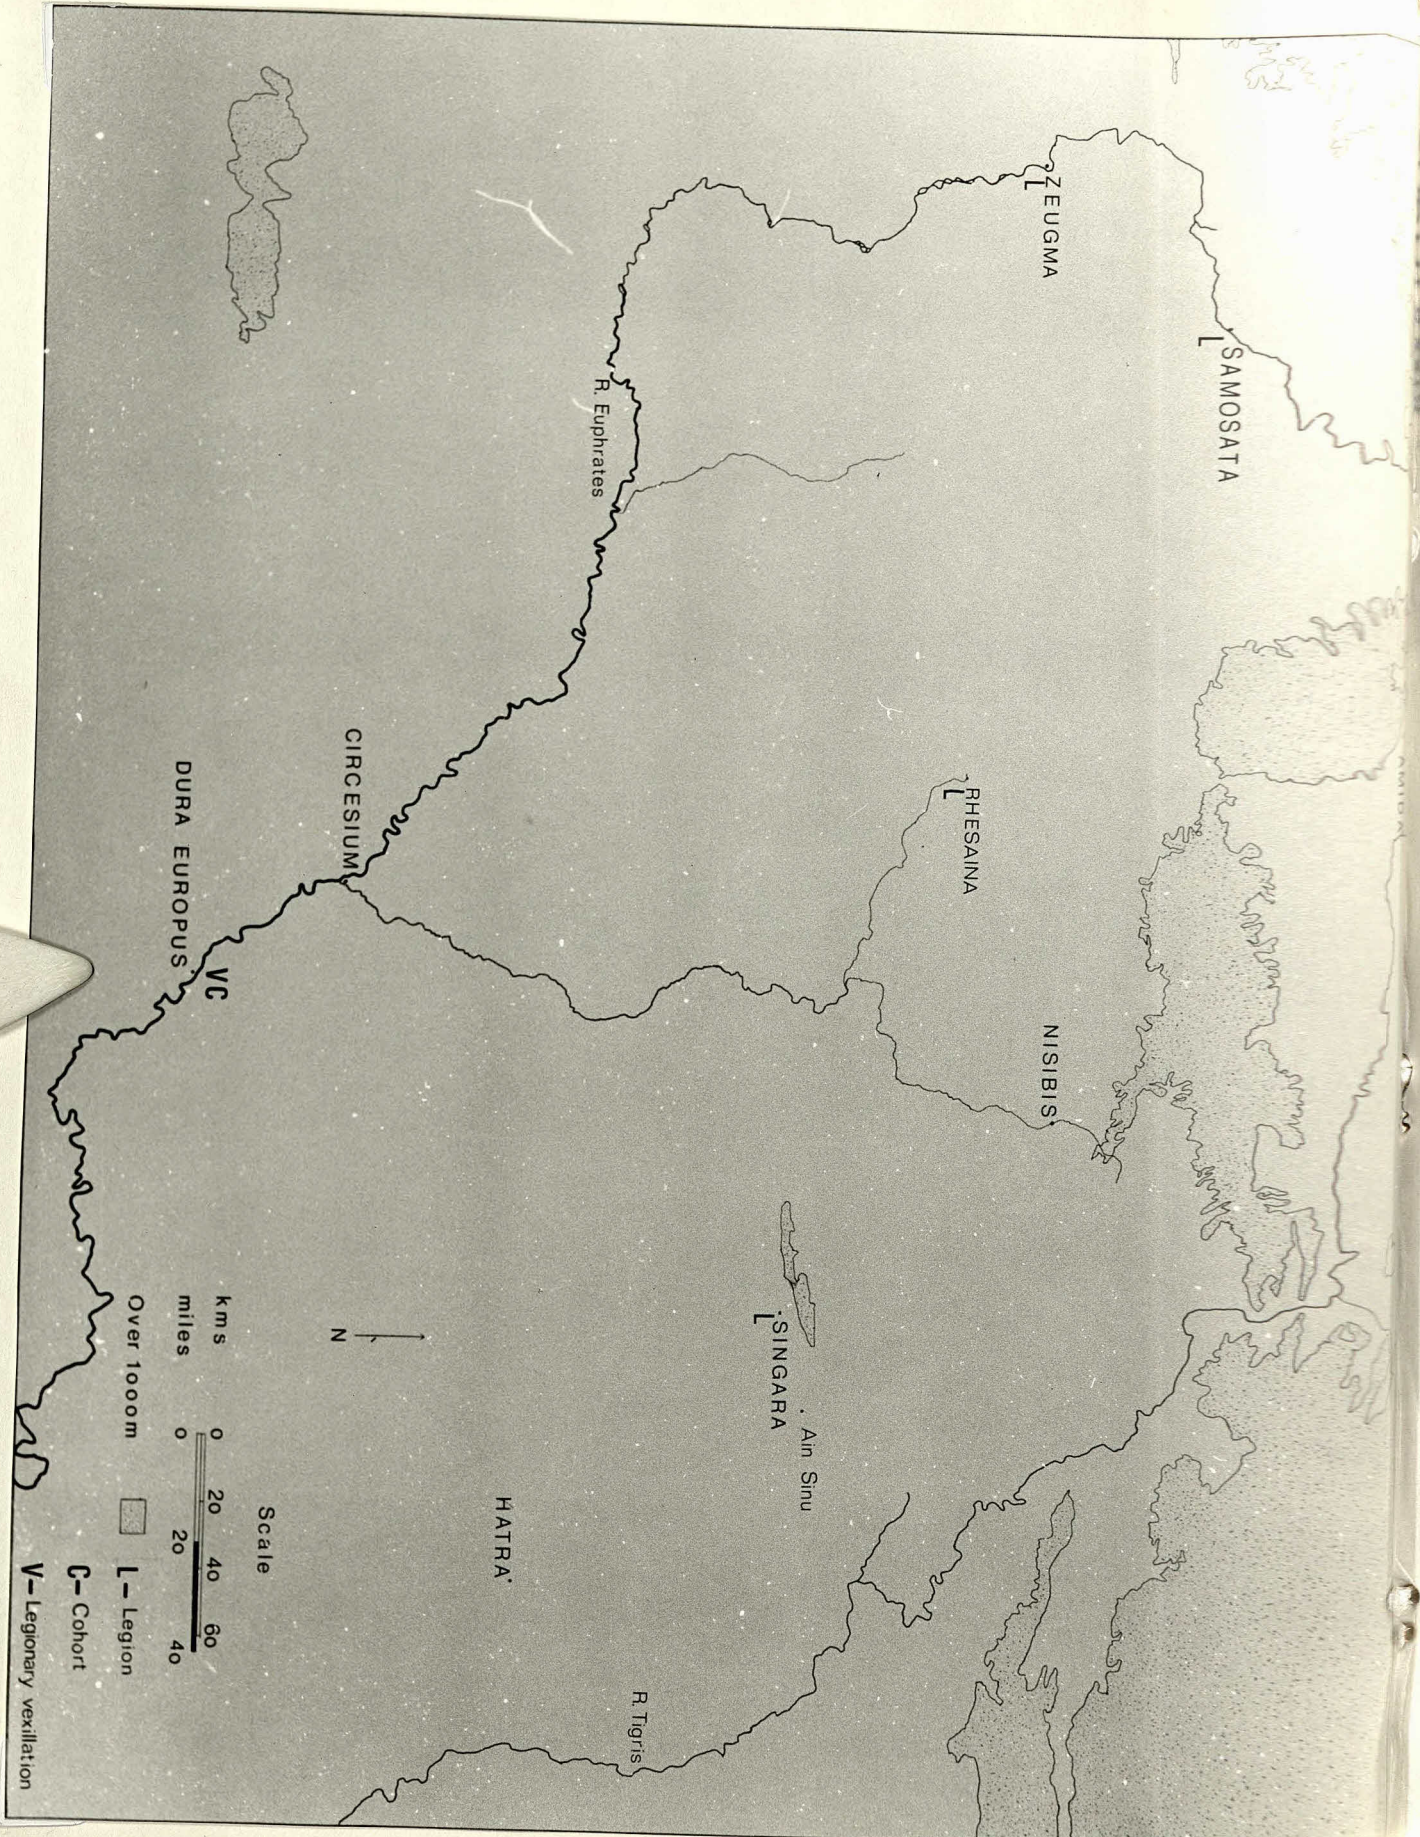 SAMOSATA
L
ZEUGMA
L
NISIBIS
RHESAINA
L
Ain Sinu
SINGARA
L
R. Tigris
R. Euphrates
HATRA
CIRCESIUM
N
VC
DURA EUROPUS
Scale
kms 0 20 40 60
miles 0 20 40
Over 1000m
L – Legion
C – Cohort
V – Legionary vexillation